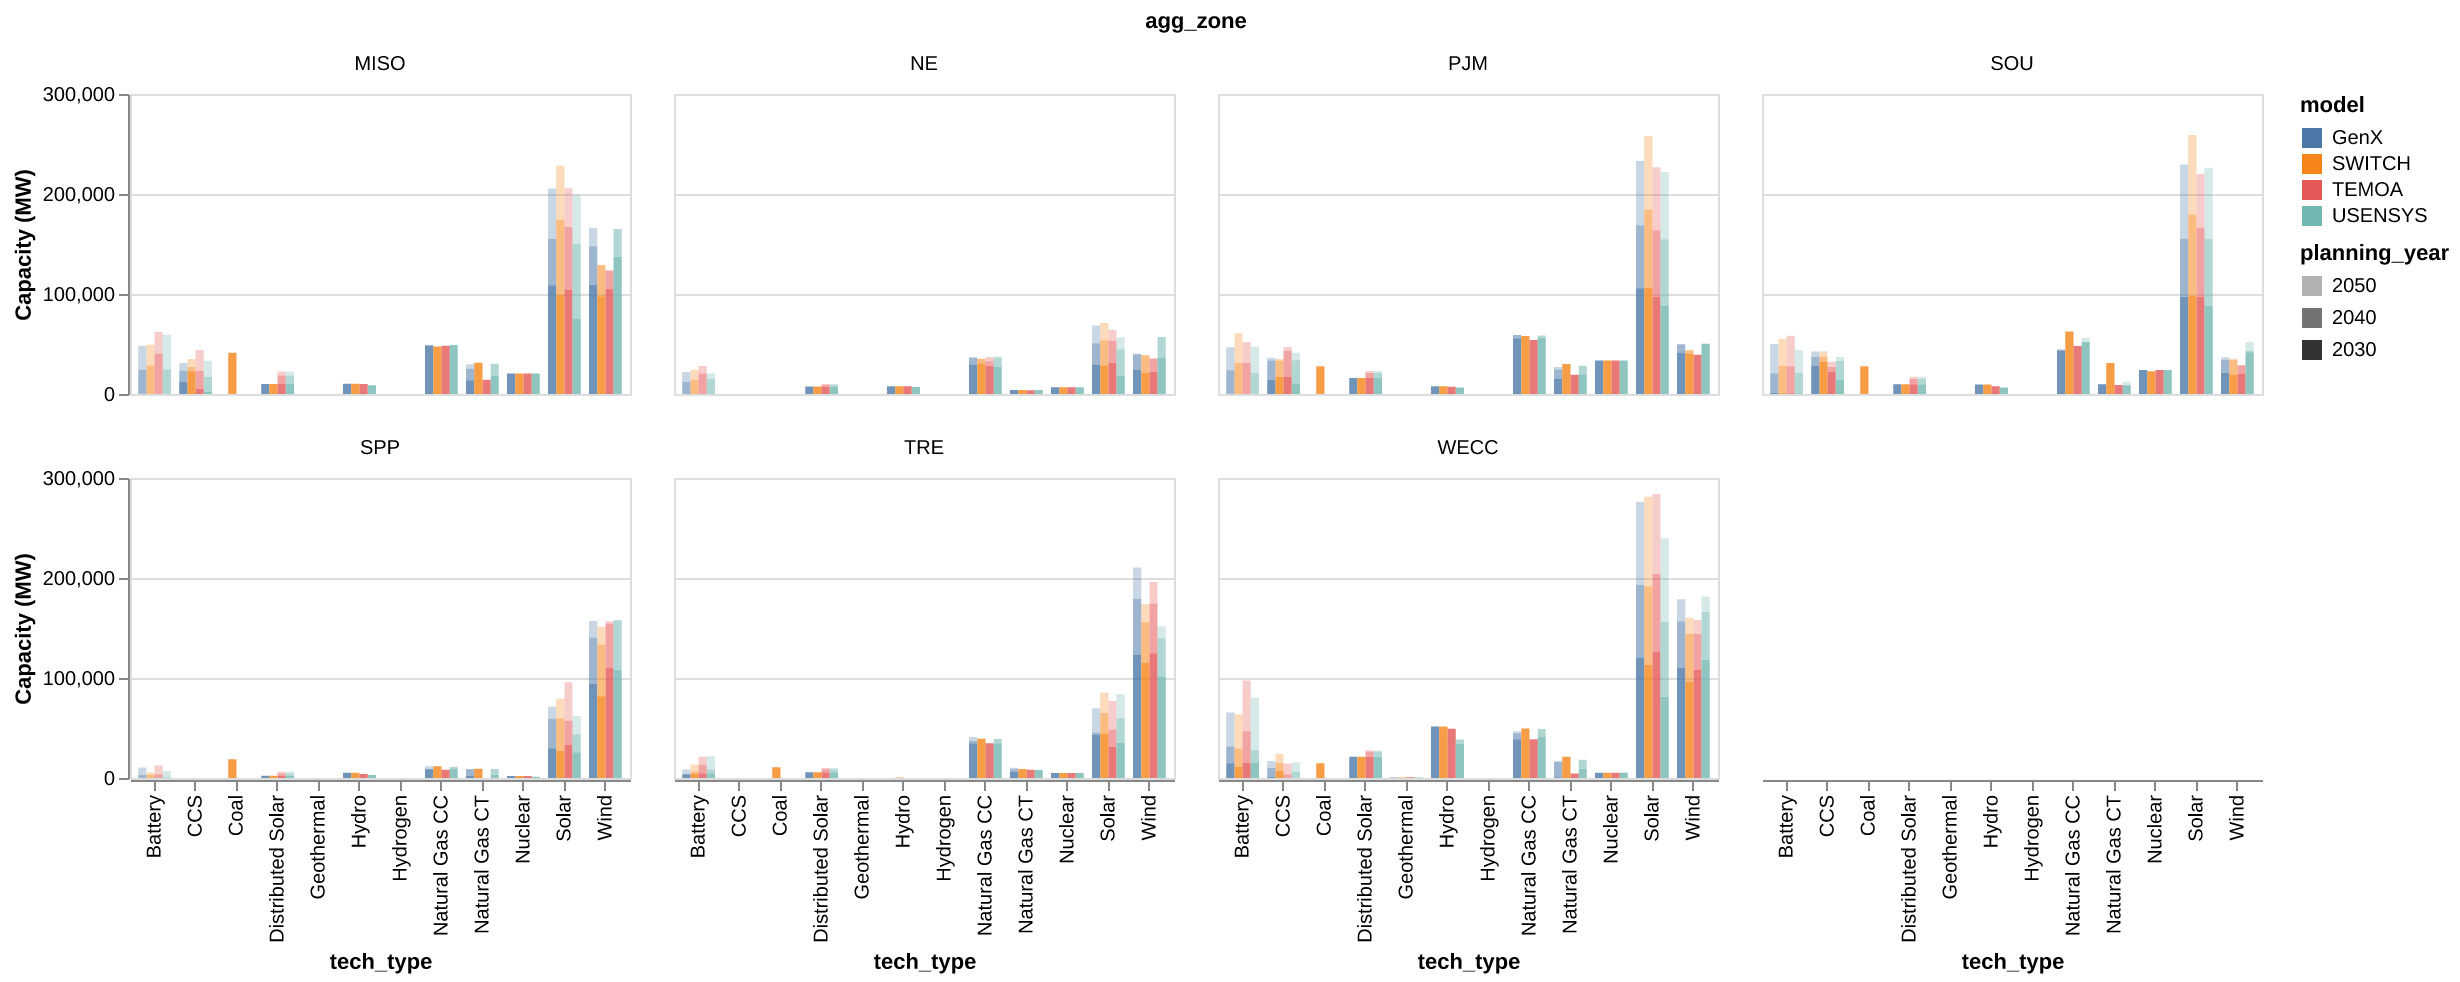 agg_zone
MISO
NE
PJM
SOU
Capacity (MW)
300,000
200,000
100,000
0
model
GenX
SWITCH
TEMOA
USENSYS
planning_year
2050
2040
2030
SPP
TRE
WECC
Capacity (MW)
300,000
200,000
100,000
0
Battery
CCS
Coal
Distributed Solar
Geothermal
Hydro
Hydrogen
Natural Gas CC
Natural Gas CT
Nuclear
Solar
Wind
tech_type
Battery
CCS
Coal
Distributed Solar
Geothermal
Hydro
Hydrogen
Natural Gas CC
Natural Gas CT
Nuclear
Solar
Wind
tech_type
Battery
CCS
Coal
Distributed Solar
Geothermal
Hydro
Hydrogen
Natural Gas CC
Natural Gas CT
Nuclear
Solar
Wind
tech_type
Battery
CCS
Coal
Distributed Solar
Geothermal
Hydro
Hydrogen
Natural Gas CC
Natural Gas CT
Nuclear
Solar
Wind
tech_type